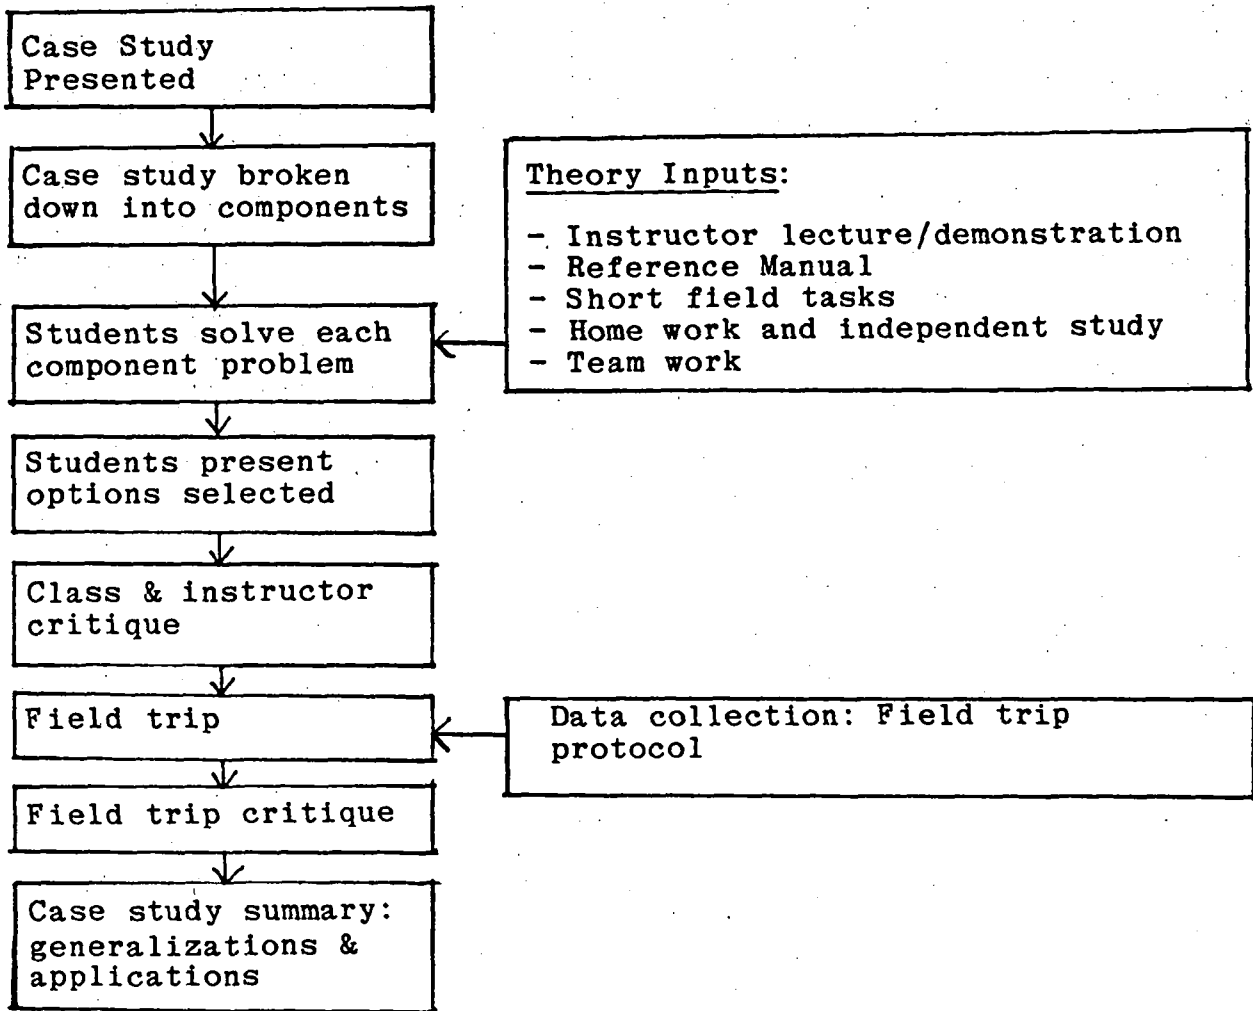 Case Study
Presented
Case study broken
down into components
Theory Inputs:
- Instructor lecture/demonstration
- Reference Manual
- Short field tasks
- Home work and independent study
- Team work
Students solve each
component problem
Students present
options selected
Class & instructor
critique
Field trip
Data collection: Field trip
protocol
Field trip critique
Case study summary:
generalizations &
applications